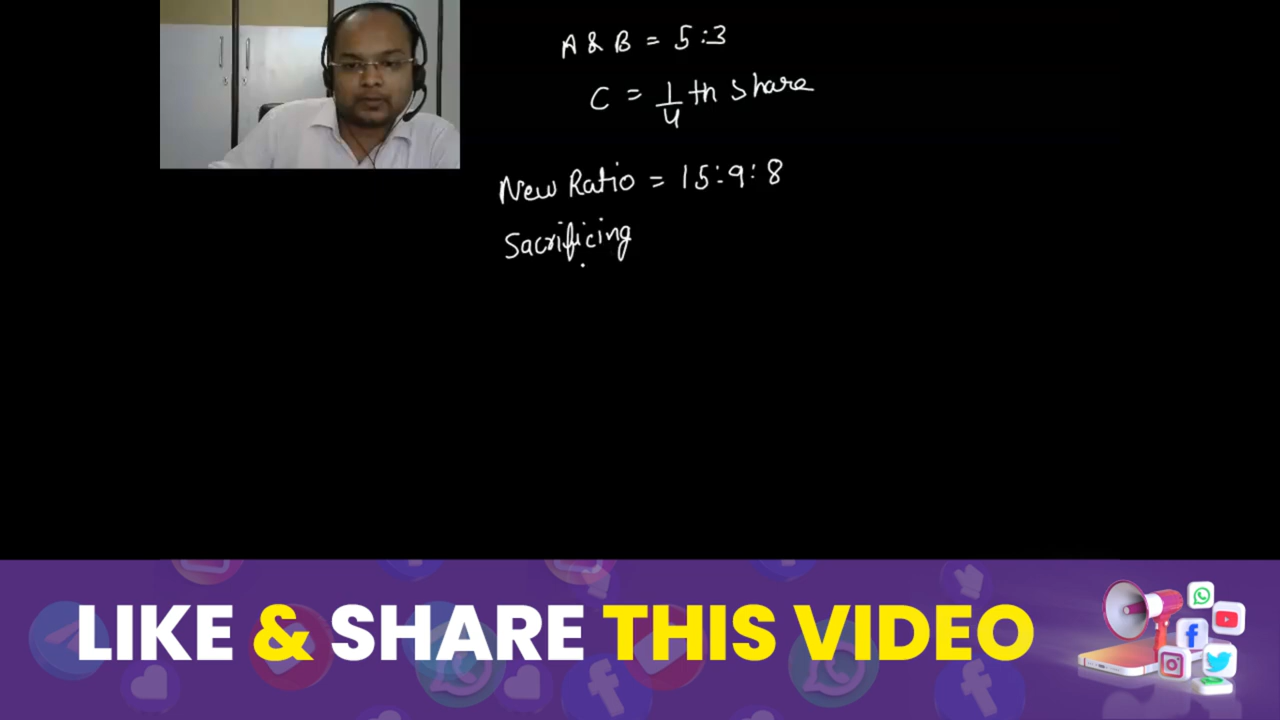 A & B = 5:3
C = 1/4 th share
New Ratio = 15:9:8
Sacrificing
LIKE & SHARE THIS VIDEO